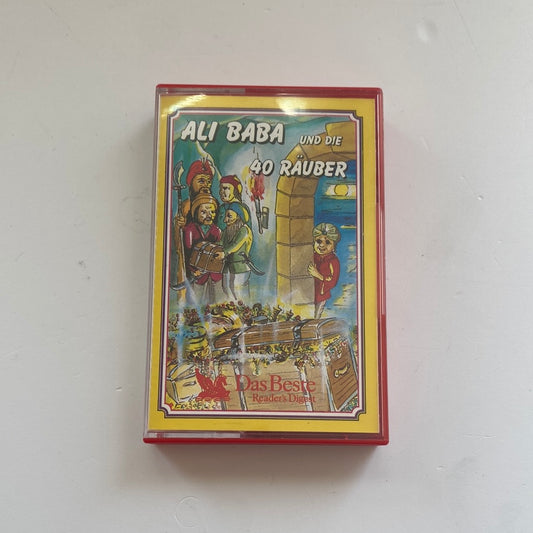 ALI BABA
UND DIE
40 RÄUBER
Das Beste
Reader's Digest